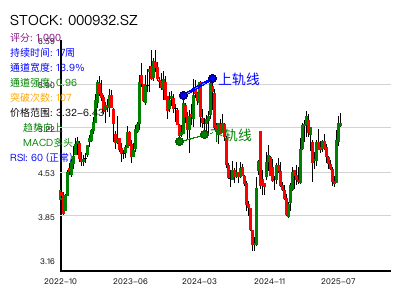 STOCK: 000932.SZ
评分: 1.000
6.59
持续时间: 17周
通道宽度: 13.9%
上轨线
通道强度: 0.96
突破次数:
价格范围: 3.32-6.43
趋势向上
下轨线
MACD多头
RSI: 60 (正常)
4.53
3.85
3.16
2022-10 2023-06 2024-03 2024-11 2025-07